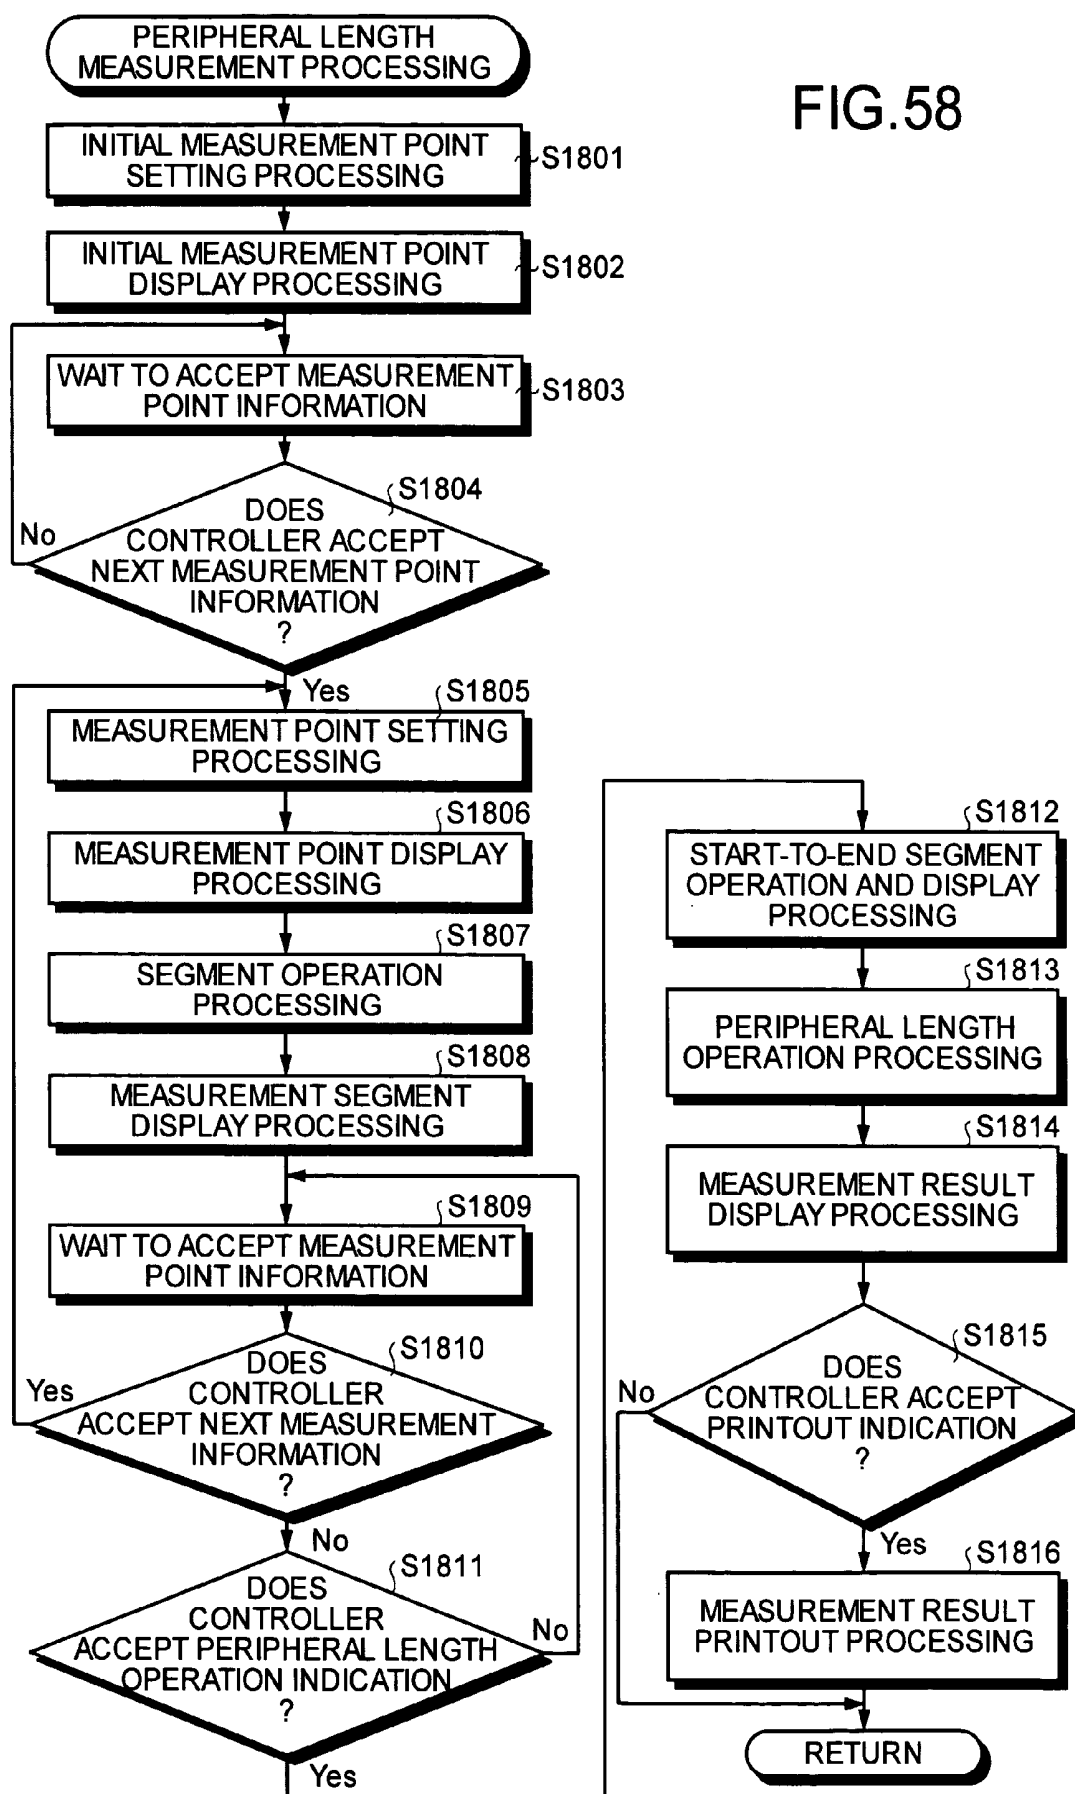 PERIPHERAL LENGTH
MEASUREMENT PROCESSING
FIG.58
INITIAL MEASUREMENT POINT
SETTING PROCESSING
S1801
INITIAL MEASUREMENT POINT
DISPLAY PROCESSING
S1802
WAIT TO ACCEPT MEASUREMENT
POINT INFORMATION
S1803
S1804
DOES
CONTROLLER ACCEPT
NEXT MEASUREMENT POINT
INFORMATION
?
No
Yes
S1805
MEASUREMENT POINT SETTING
PROCESSING
S1806
MEASUREMENT POINT DISPLAY
PROCESSING
S1807
SEGMENT OPERATION
PROCESSING
S1808
MEASUREMENT SEGMENT
DISPLAY PROCESSING
S1809
WAIT TO ACCEPT MEASUREMENT
POINT INFORMATION
S1810
DOES
CONTROLLER
ACCEPT NEXT MEASUREMENT
INFORMATION
?
Yes
No
S1811
DOES
CONTROLLER
ACCEPT PERIPHERAL LENGTH
OPERATION INDICATION
?
No
Yes
S1812
START-TO-END SEGMENT
OPERATION AND DISPLAY
PROCESSING
S1813
PERIPHERAL LENGTH
OPERATION PROCESSING
S1814
MEASUREMENT RESULT
DISPLAY PROCESSING
S1815
DOES
CONTROLLER ACCEPT
PRINTOUT INDICATION
?
No
Yes
S1816
MEASUREMENT RESULT
PRINTOUT PROCESSING
RETURN